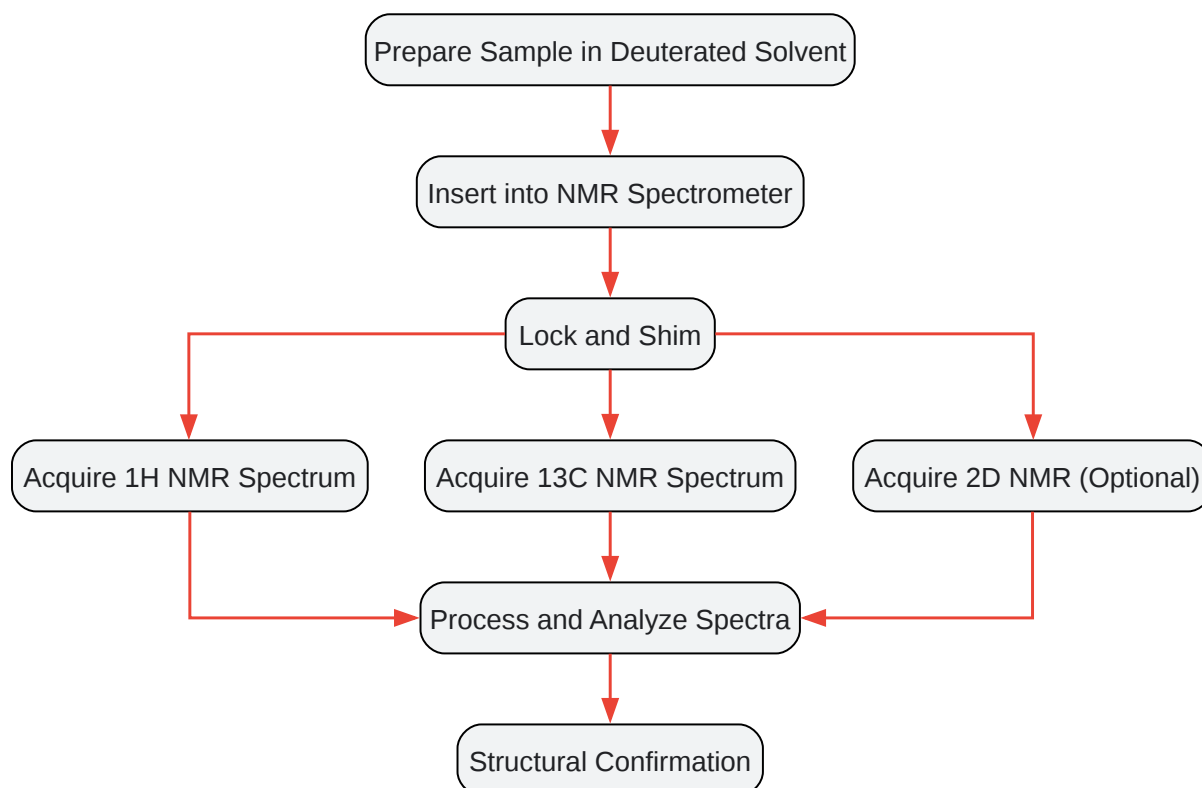 Prepare Sample in Deuterated Solvent
Insert into NMR Spectrometer
Lock and Shim
Acquire 1H NMR Spectrum
Acquire 13C NMR Spectrum
Acquire 2D NMR (Optional)
Process and Analyze Spectra
Structural Confirmation